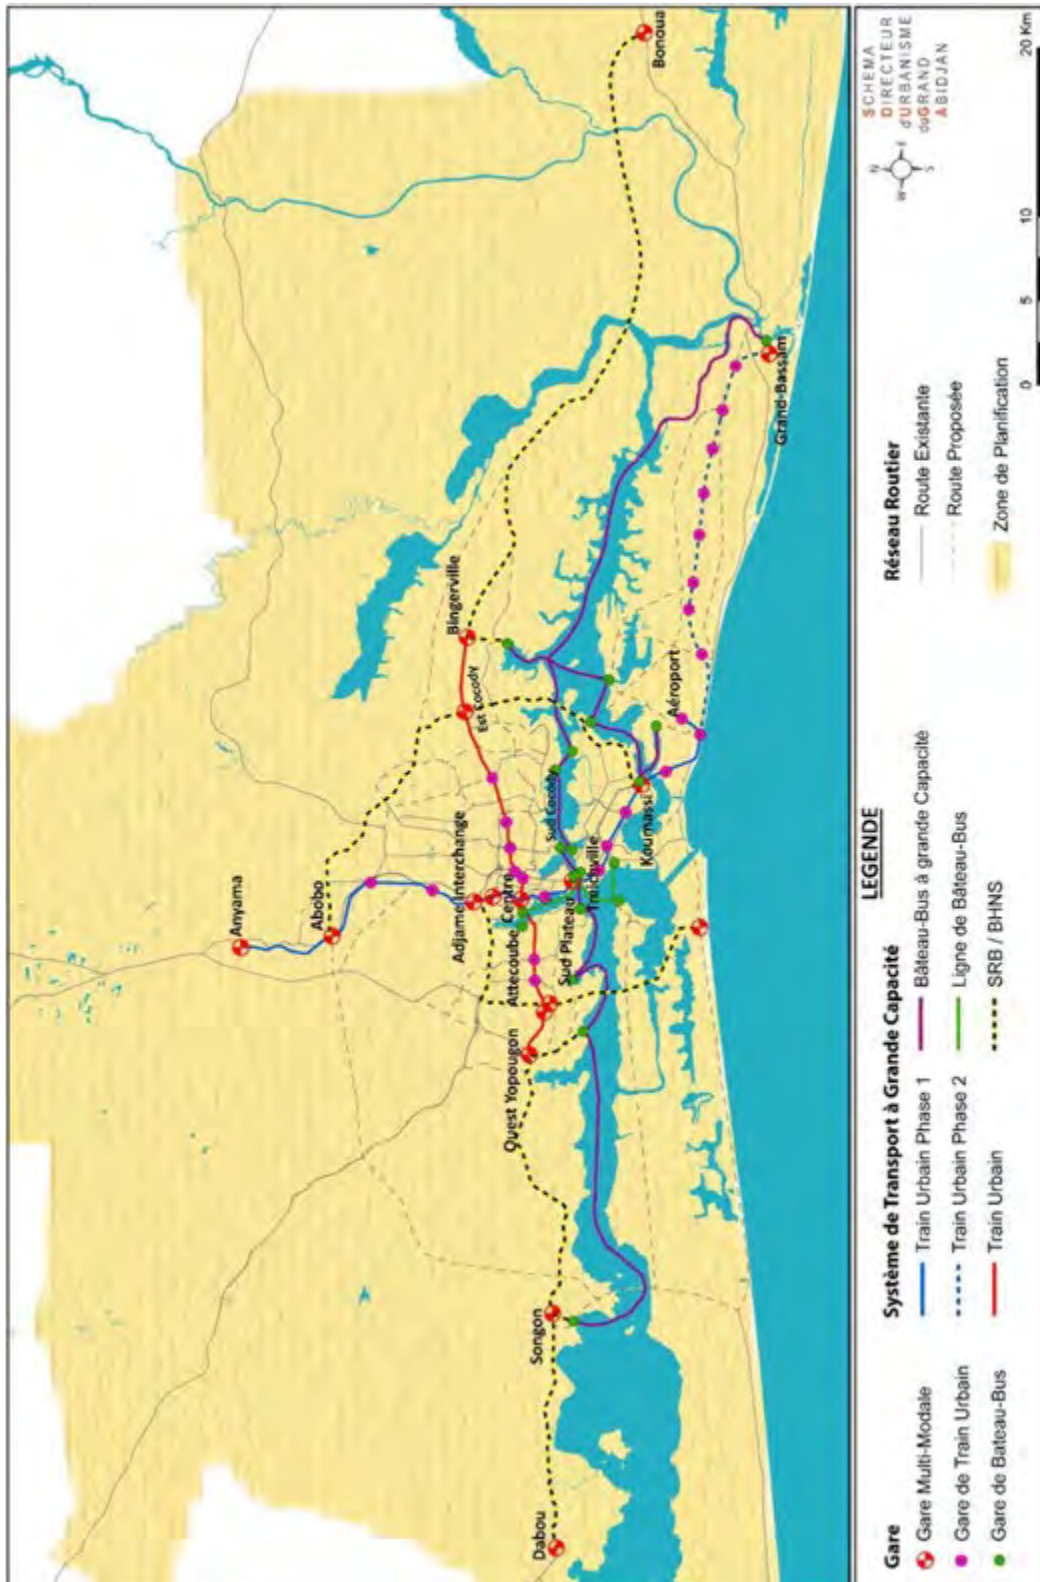 Bonoua
Anyama
Abobo
Adjame Interchange
Bingerville
Est Cocody
Centre
Attecoube
Ouest Yopougon
Sud Plateau
Sud Cocody
Treichville
Koumassi
Aéroport
Grand-Bassam
Songon
Dabou
SCHEMA
DIRECTEUR
d'URBANISME
du GRAND
ABIDJAN
N
W
E
S
0 5 10 20 Km
LEGENDE
Gare
Gare Multi-Modale
Gare de Train Urbain
Gare de Bateau-Bus
Système de Transport à Grande Capacité
Train Urbain Phase 1
Train Urbain Phase 2
Train Urbain
Bâteau-Bus à grande Capacité
Ligne de Bâteau-Bus
SRB / BHNS
Réseau Routier
Route Existante
Route Proposée
Zone de Planification